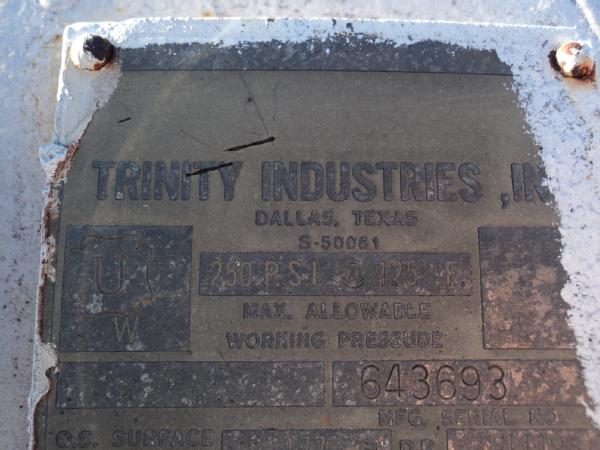 TRINITY INDUSTRIES, IN
DALLAS, TEXAS
S-50061
U
W
250 P.S.I. @ 125 °F.
MAX. ALLOWABLE
WORKING PRESSURE
643693
MFG. SERIAL NO.
O.S. SURFACE